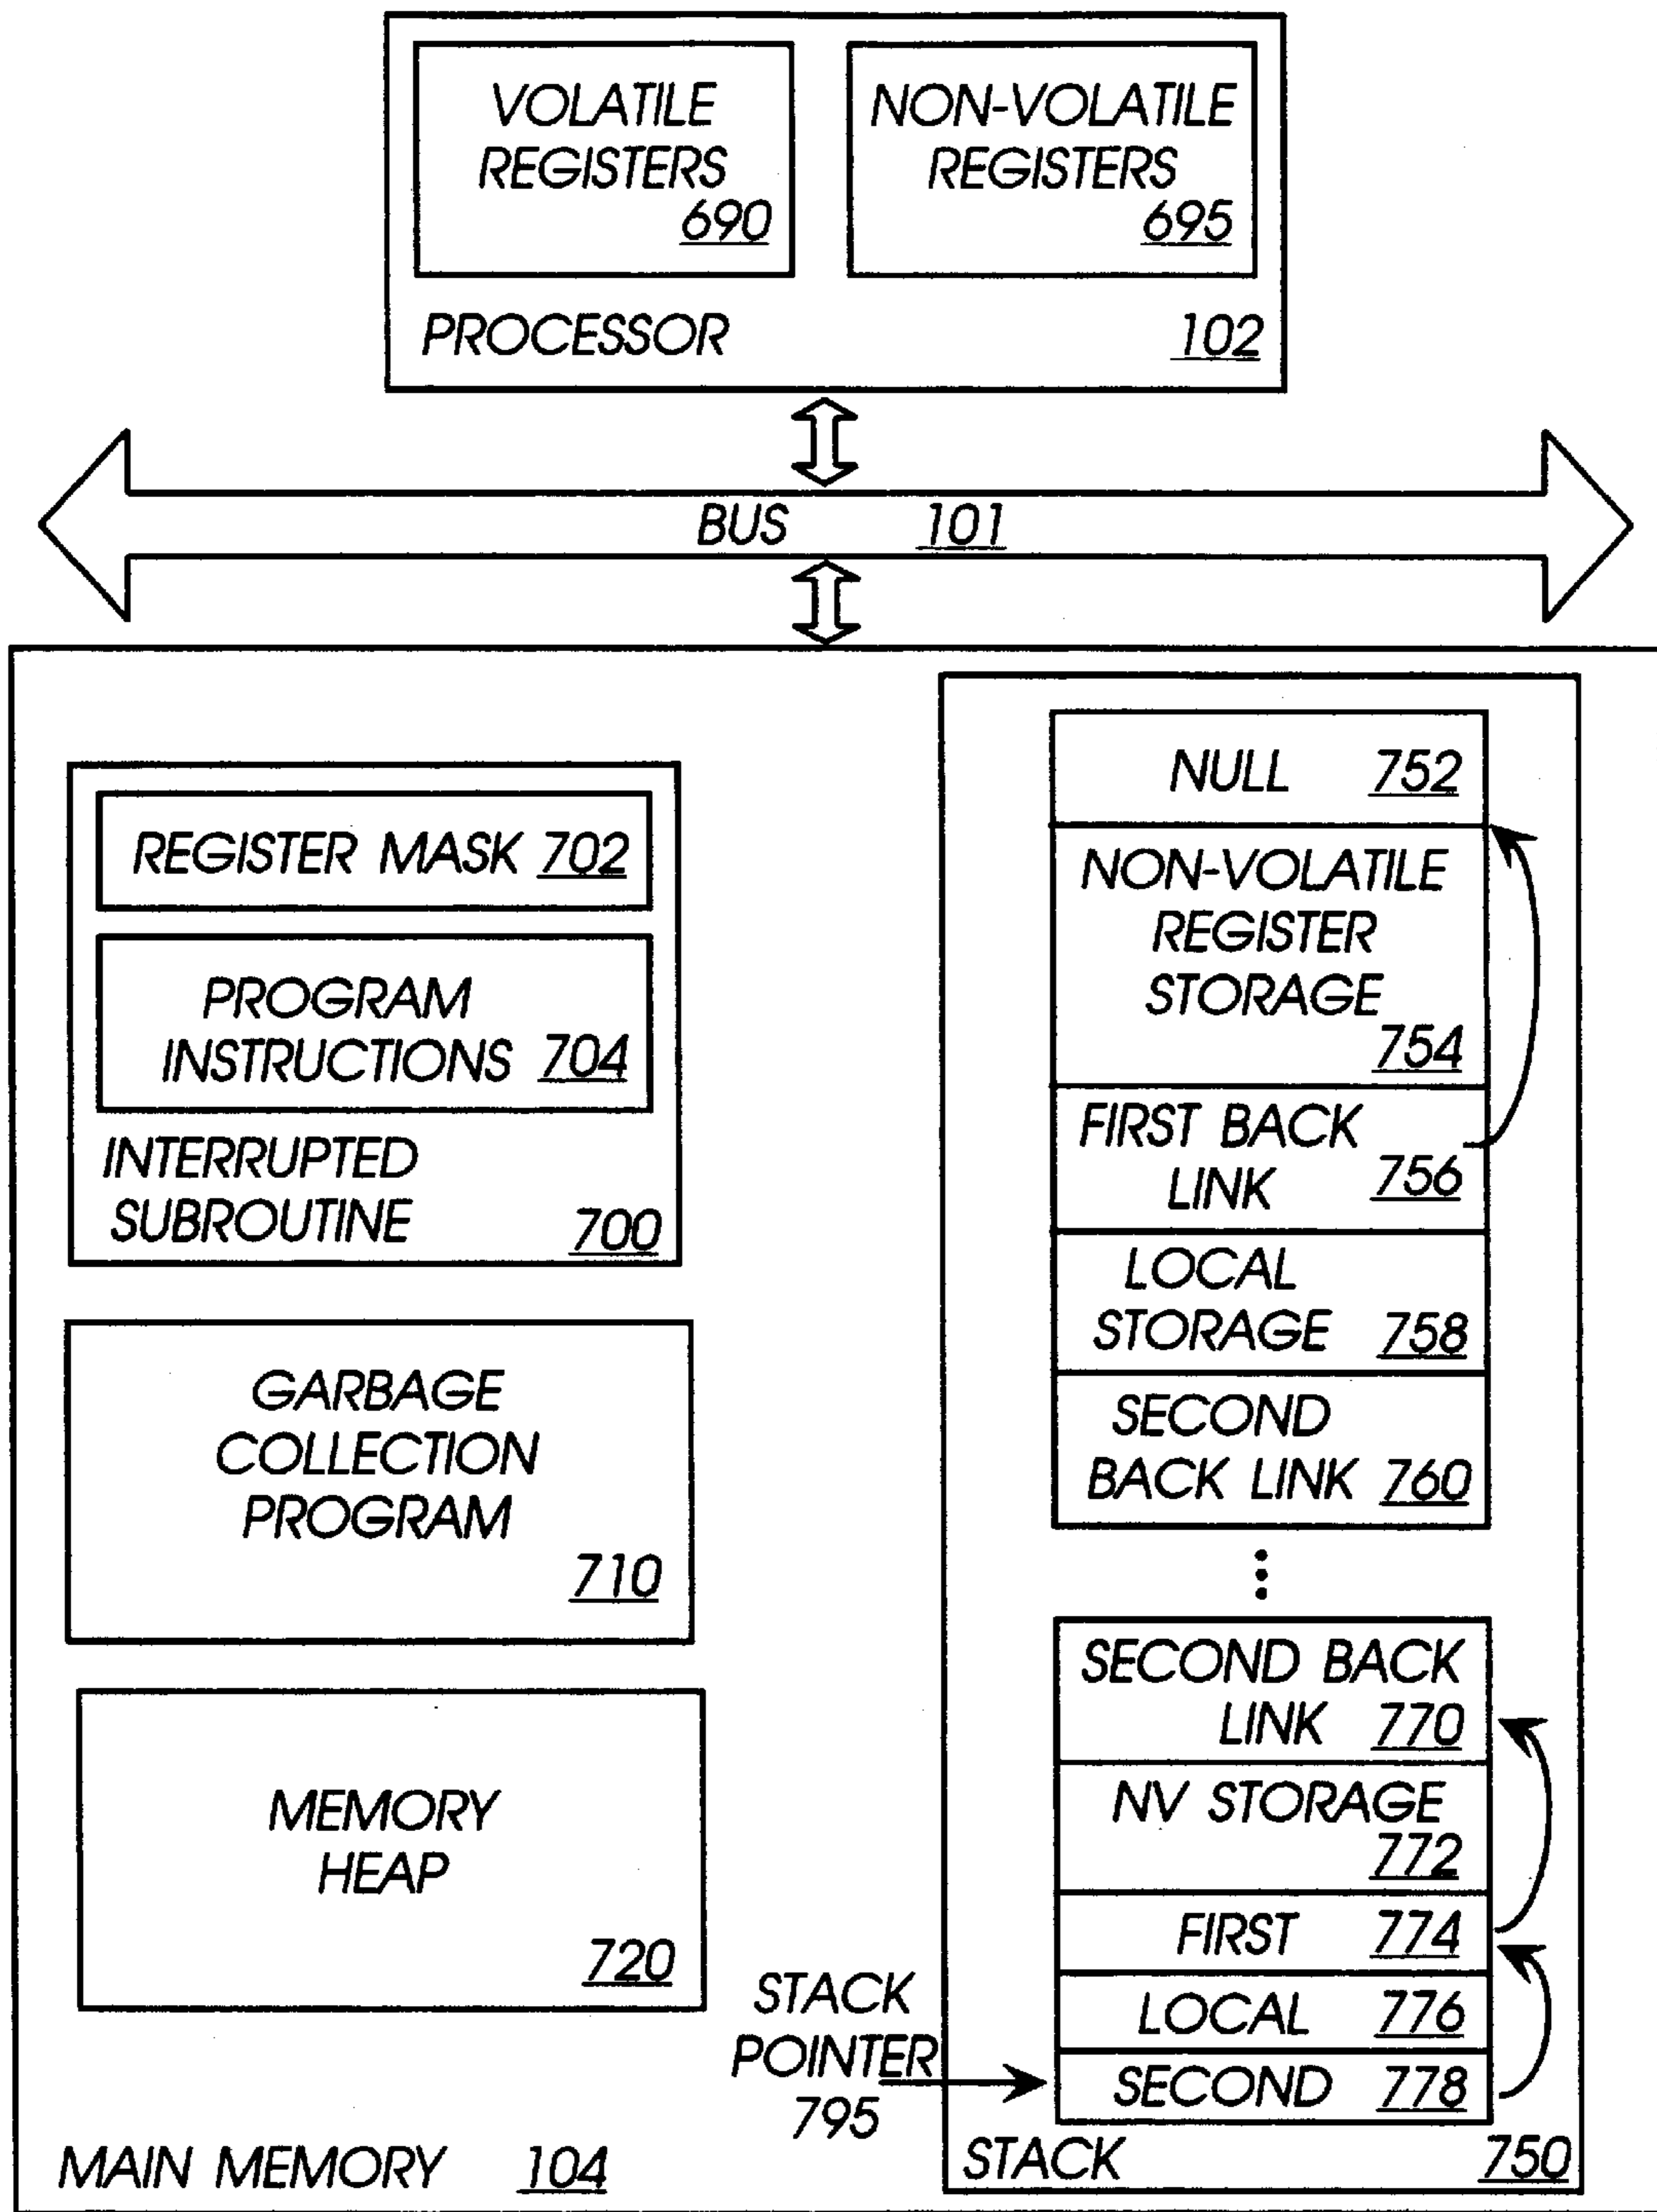 VOLATILE
REGISTERS
690
NON-VOLATILE
REGISTERS
695
PROCESSOR 102
BUS 101
REGISTER MASK 702
PROGRAM
INSTRUCTIONS 704
INTERRUPTED
SUBROUTINE 700
GARBAGE
COLLECTION
PROGRAM
710
MEMORY
HEAP
720
MAIN MEMORY 104
NULL 752
NON-VOLATILE
REGISTER
STORAGE
754
FIRST BACK
LINK 756
LOCAL
STORAGE 758
SECOND
BACK LINK 760
SECOND BACK
LINK 770
NV STORAGE
772
FIRST 774
LOCAL 776
SECOND 778
STACK
POINTER
795
STACK 750